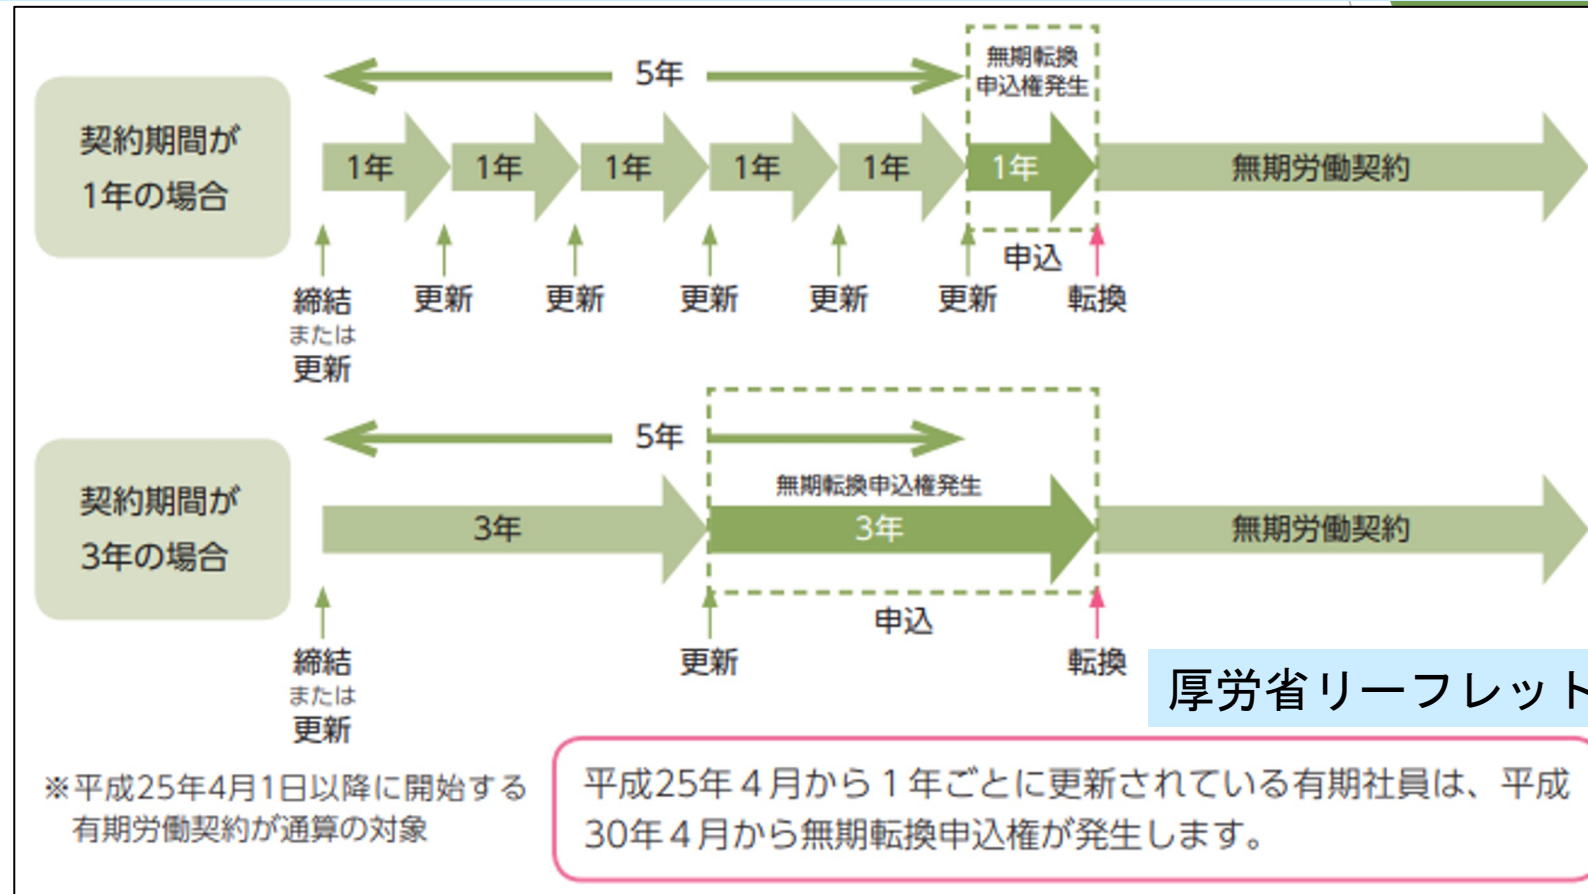 5年
無期転換
申込権発生
契約期間が
1年の場合
1年 1年 1年 1年 1年 1年 無期労働契約
申込
締結
または
更新
更新 更新 更新 更新 更新 転換
5年
無期転換申込権発生
契約期間が
3年の場合
3年 3年 無期労働契約
申込
締結
または
更新
更新 転換
厚労省リーフレット
※平成25年4月1日以降に開始する
有期労働契約が通算の対象
平成25年4月から1年ごとに更新されている有期社員は、平成
30年4月から無期転換申込権が発生します。